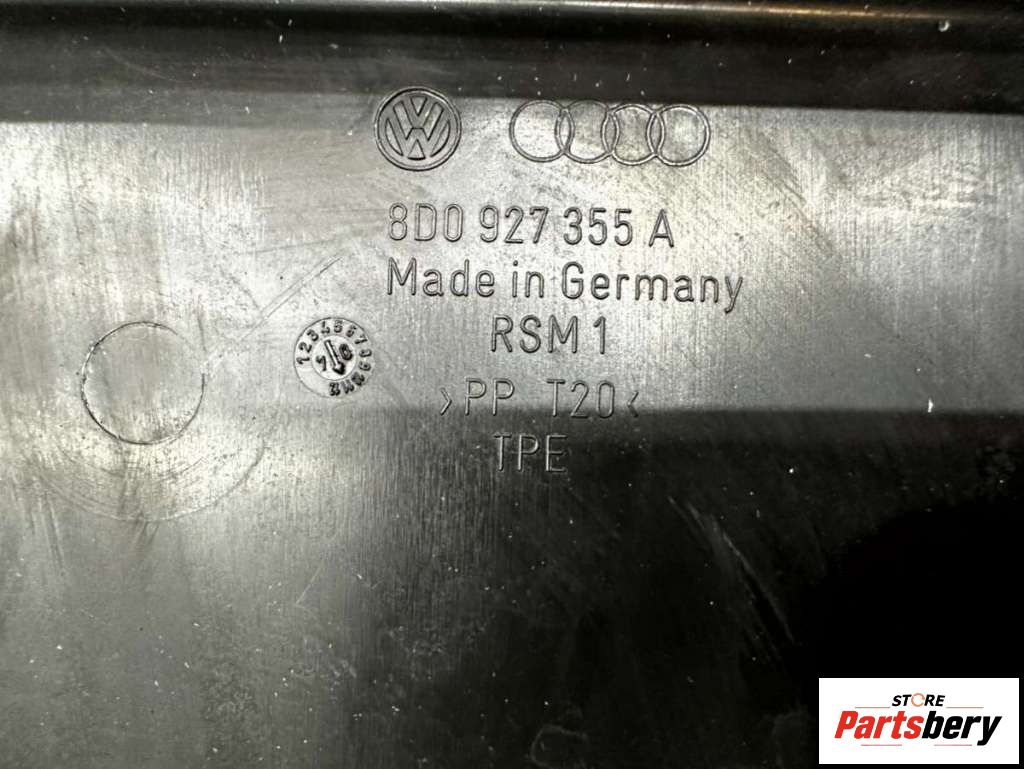 8D0 927 355 A
Made in Germany
RSM 1
>PP T20<
TPE
STORE
Partsbery